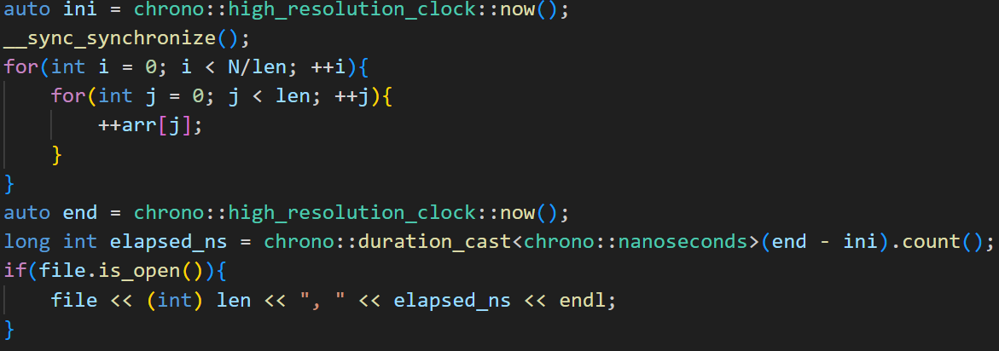 auto ini = chrono::high_resolution_clock::now();
__sync_synchronize();
for(int i = 0; i < N/len; ++i){
    for(int j = 0; j < len; ++j){
        ++arr[j];
    }
}
auto end = chrono::high_resolution_clock::now();
long int elapsed_ns = chrono::duration_cast<chrono::nanoseconds>(end - ini).count();
if(file.is_open()){
    file << (int) len << ", " << elapsed_ns << endl;
}